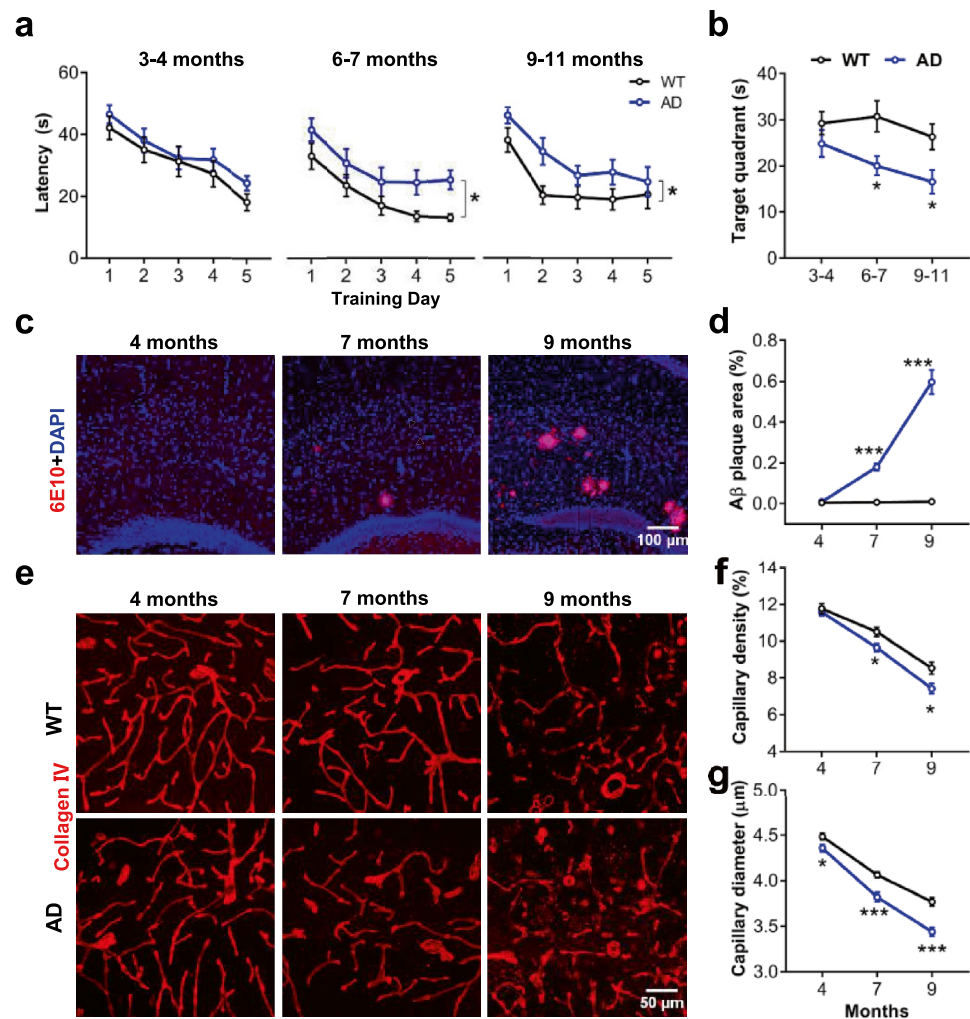 a
3-4 months
6-7 months
9-11 months
Latency (s)
60
40
20
0
WT
AD
*
*
1 2 3 4 5
1 2 3 4 5
1 2 3 4 5
Training Day
b
WT AD
Target quadrant (s)
40
30
20
10
0
*
*
3-4 6-7 9-11
c
4 months
7 months
9 months
6E10+DAPI
100 µm
d
Aβ plaque area (%)
0.8
0.6
0.4
0.2
0.0
***
***
4 7 9
e
4 months
7 months
9 months
WT
AD
Collagen IV
50 µm
f
Capillary density (%)
14
12
10
8
6
4
*
*
4 7 9
g
Capillary diameter (µm)
5.0
4.5
4.0
3.5
3.0
*
***
***
4 7 9
Months